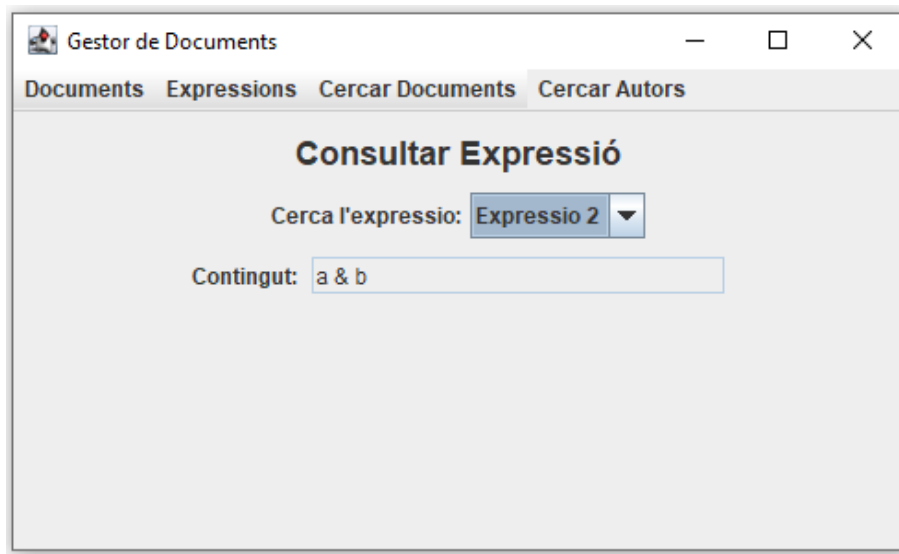 Gestor de Documents
Documents Expressions Cercar Documents Cercar Autors
Consultar Expressió
Cerca l'expressio: Expressio 2
Contingut: a & b